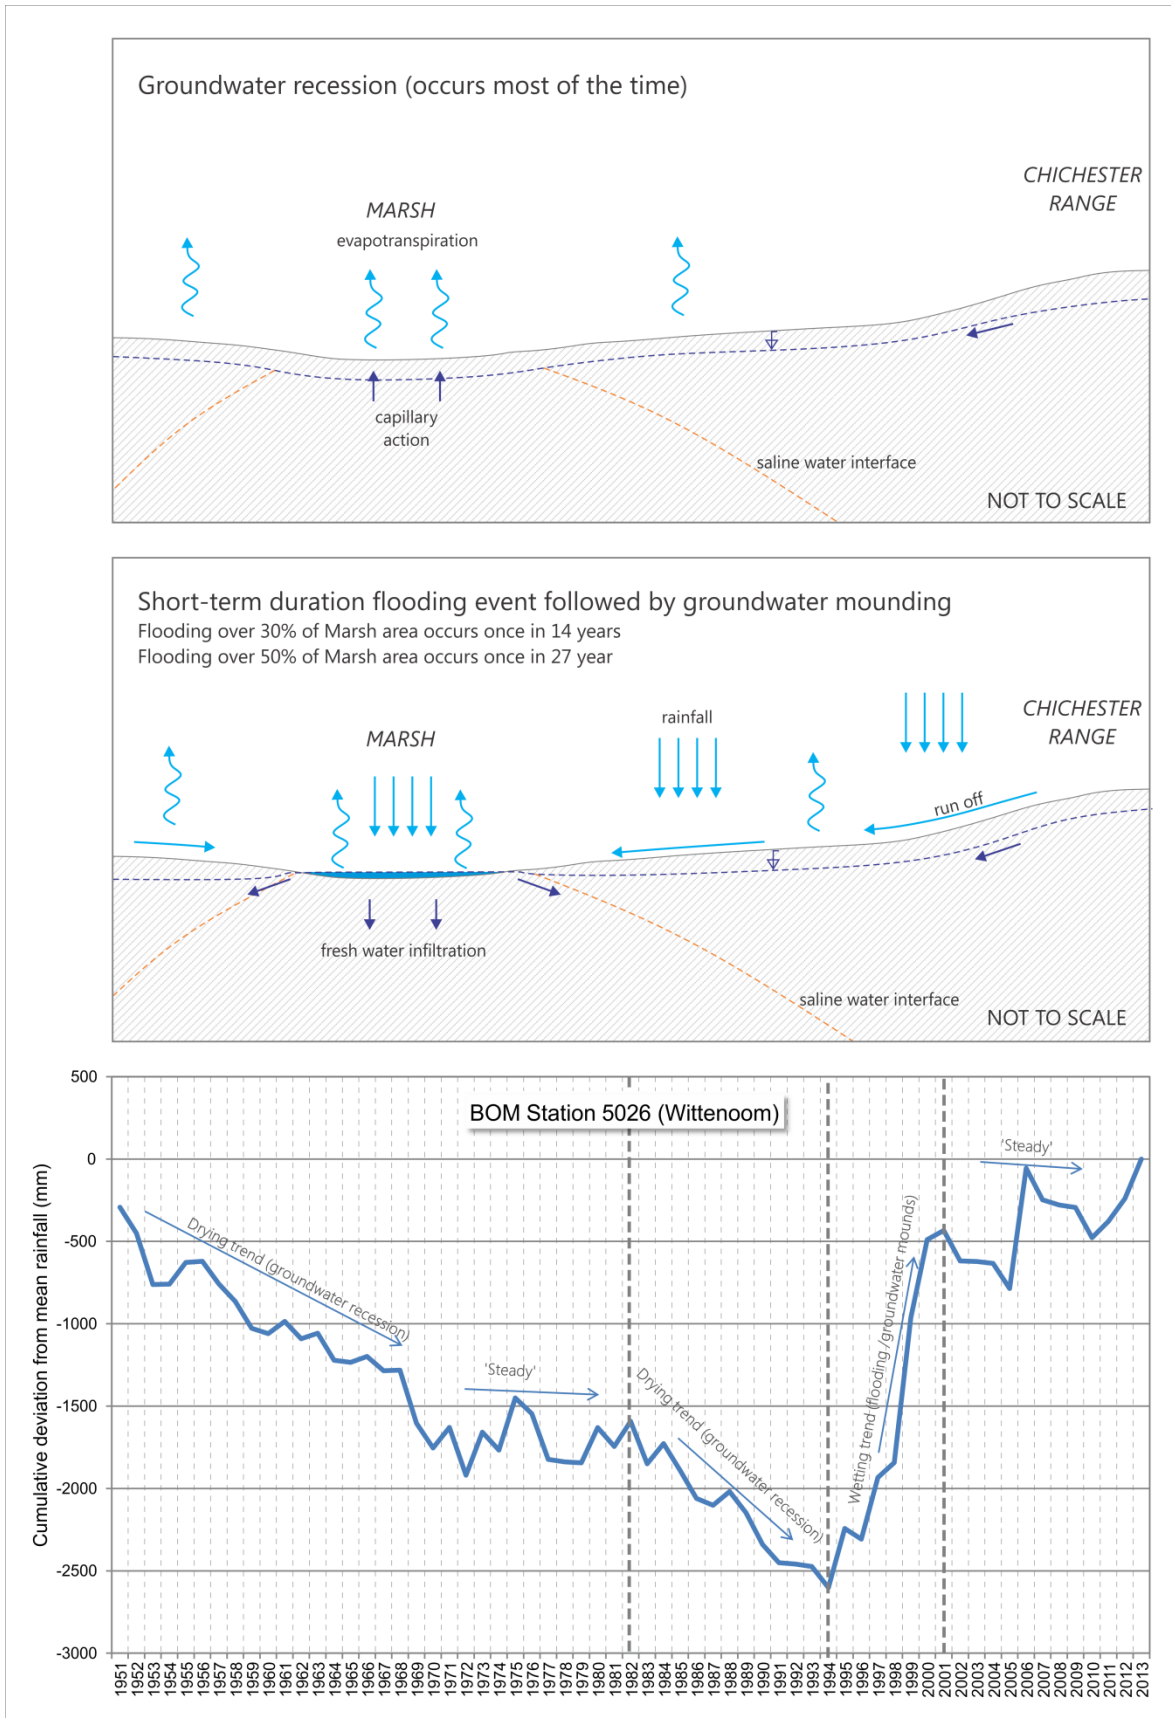 Groundwater recession (occurs most of the time)
CHICHESTER
RANGE
MARSH
evapotranspiration
capillary
action
saline water interface
NOT TO SCALE
Short-term duration flooding event followed by groundwater mounding
Flooding over 30% of Marsh area occurs once in 14 years
Flooding over 50% of Marsh area occurs once in 27 year
CHICHESTER
RANGE
rainfall
MARSH
run off
fresh water infiltration
saline water interface
NOT TO SCALE
BOM Station 5026 (Wittenoom)
Cumulative deviation from mean rainfall (mm)
500
0
-500
-1000
-1500
-2000
-2500
-3000
Drying trend (groundwater recession)
'Steady'
Drying trend (groundwater recession)
Wetting trend (flooding /groundwater mounds)
'Steady'
1951
1952
1953
1954
1955
1956
1957
1958
1959
1960
1961
1962
1963
1964
1965
1966
1967
1968
1969
1970
1971
1972
1973
1974
1975
1976
1977
1978
1979
1980
1981
1982
1983
1984
1985
1986
1987
1988
1989
1990
1991
1992
1993
1994
1995
1996
1997
1998
1999
2000
2001
2002
2003
2004
2005
2006
2007
2008
2009
2010
2011
2012
2013